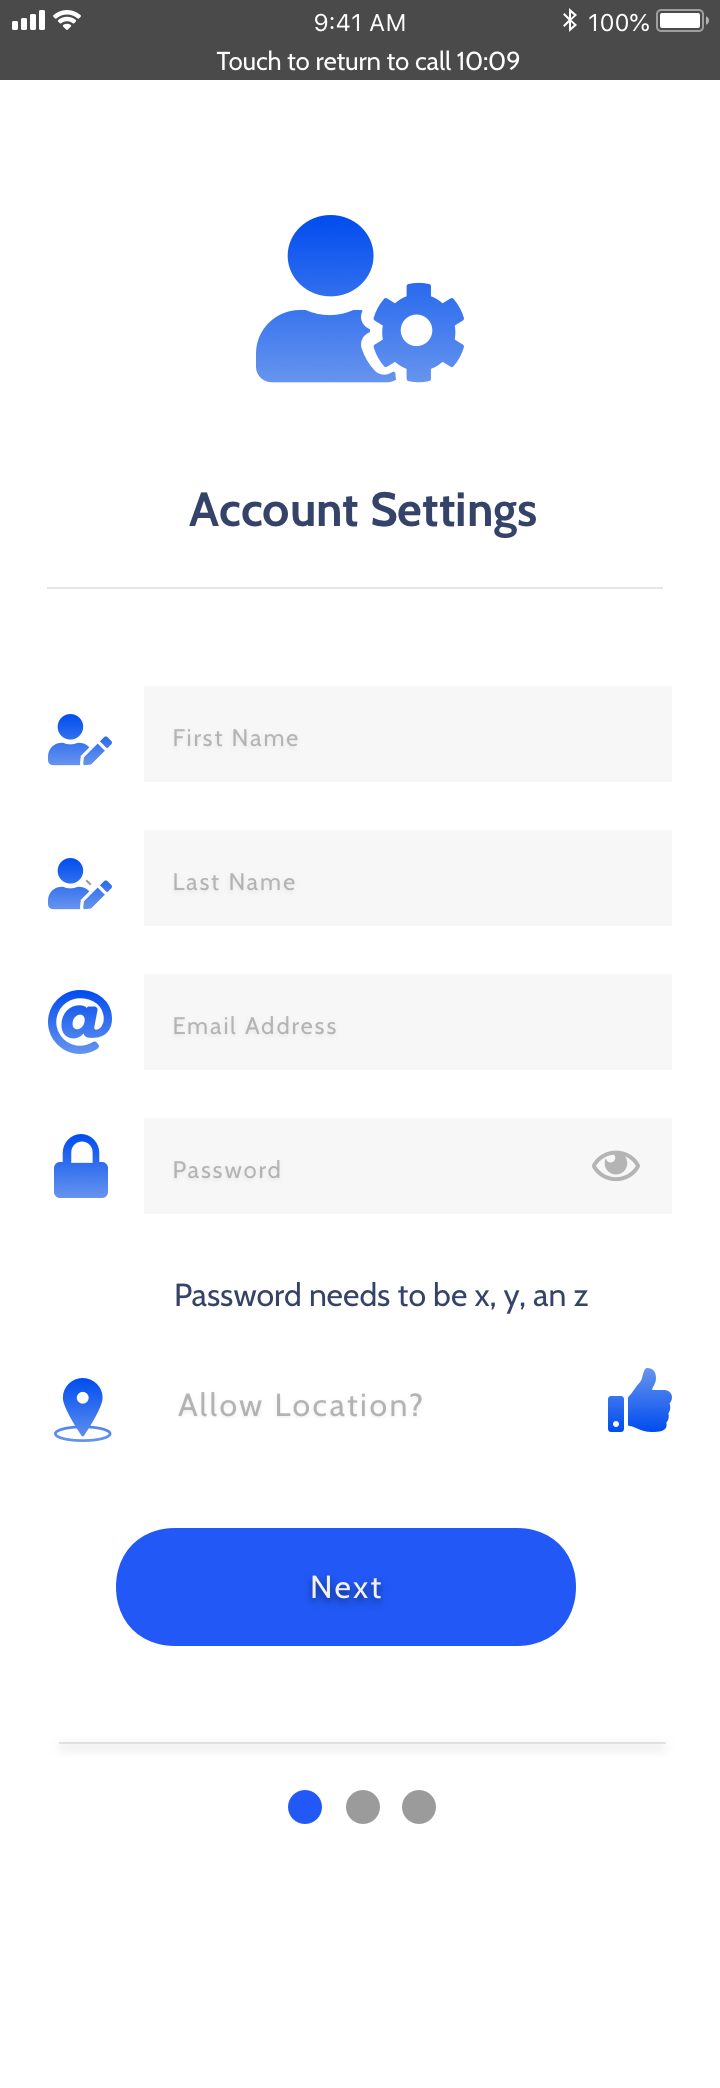 9:41 AM
100%
Touch to return to call 10:09
Account Settings
First Name
Last Name
Email Address
Password
Password needs to be x, y, an z
Allow Location?
Next